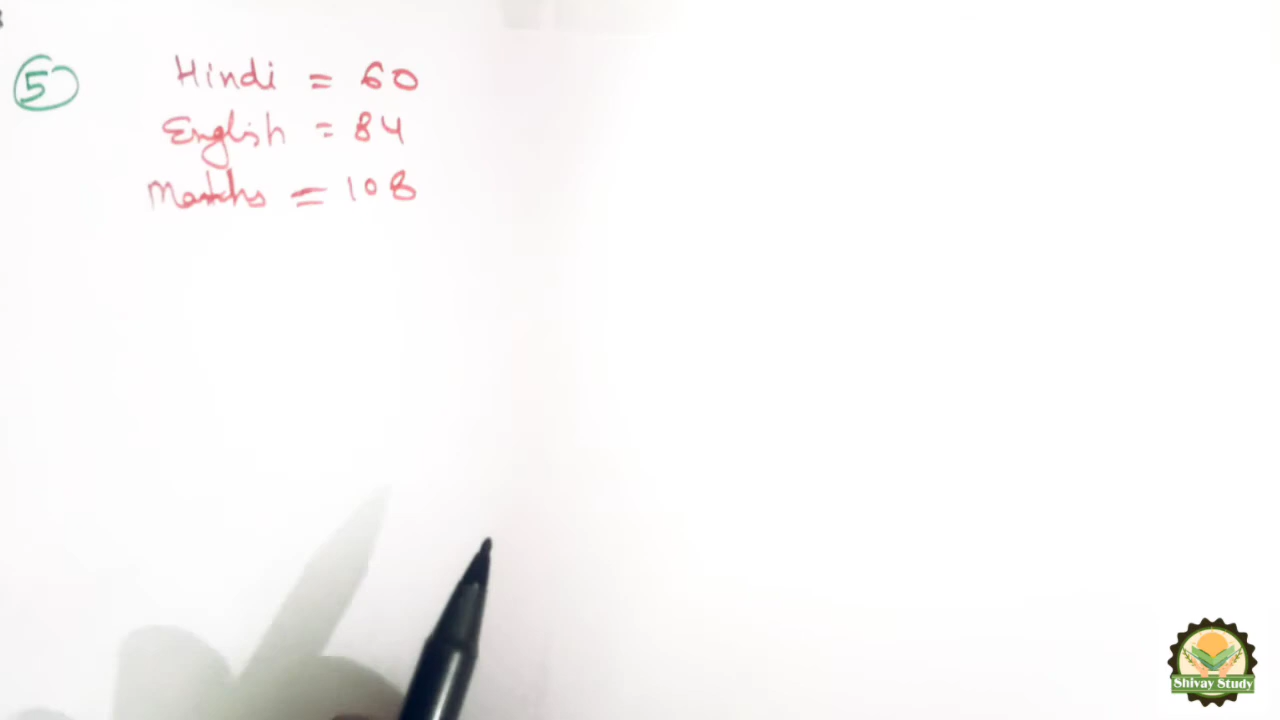 5
Hindi = 60
English = 84
Maths = 108
Shivay Study